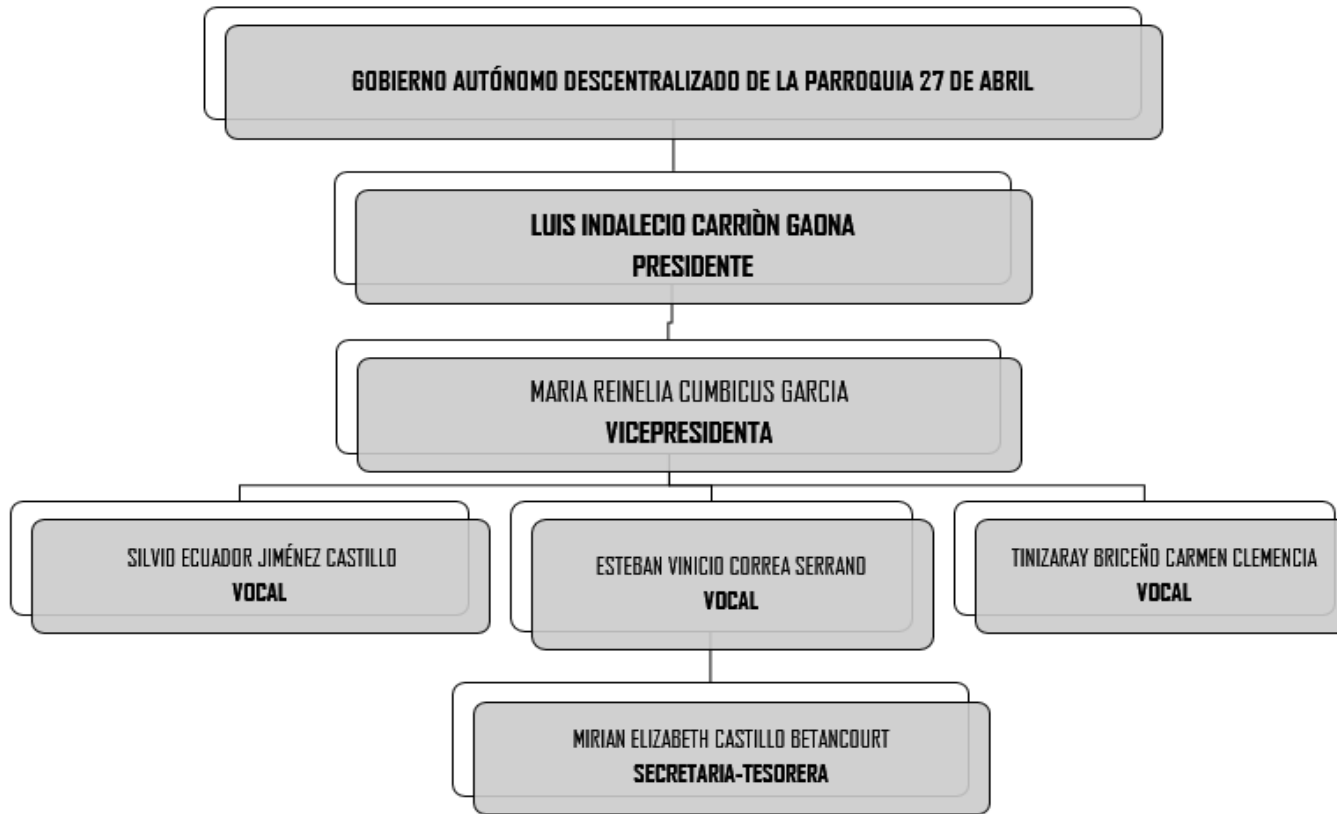 GOBIERNO AUTÓNOMO DESCENTRALIZADO DE LA PARROQUIA 27 DE ABRIL
LUIS INDALECIO CARRIÒN GAONA
PRESIDENTE
MARIA REINELIA CUMBICUS GARCIA
VICEPRESIDENTA
SILVIO ECUADOR JIMÉNEZ CASTILLO
VOCAL
ESTEBAN VINICIO CORREA SERRANO
VOCAL
TINIZARAY BRICEÑO CARMEN CLEMENCIA
VOCAL
MIRIAN ELIZABETH CASTILLO BETANCOURT
SECRETARIA-TESORERA